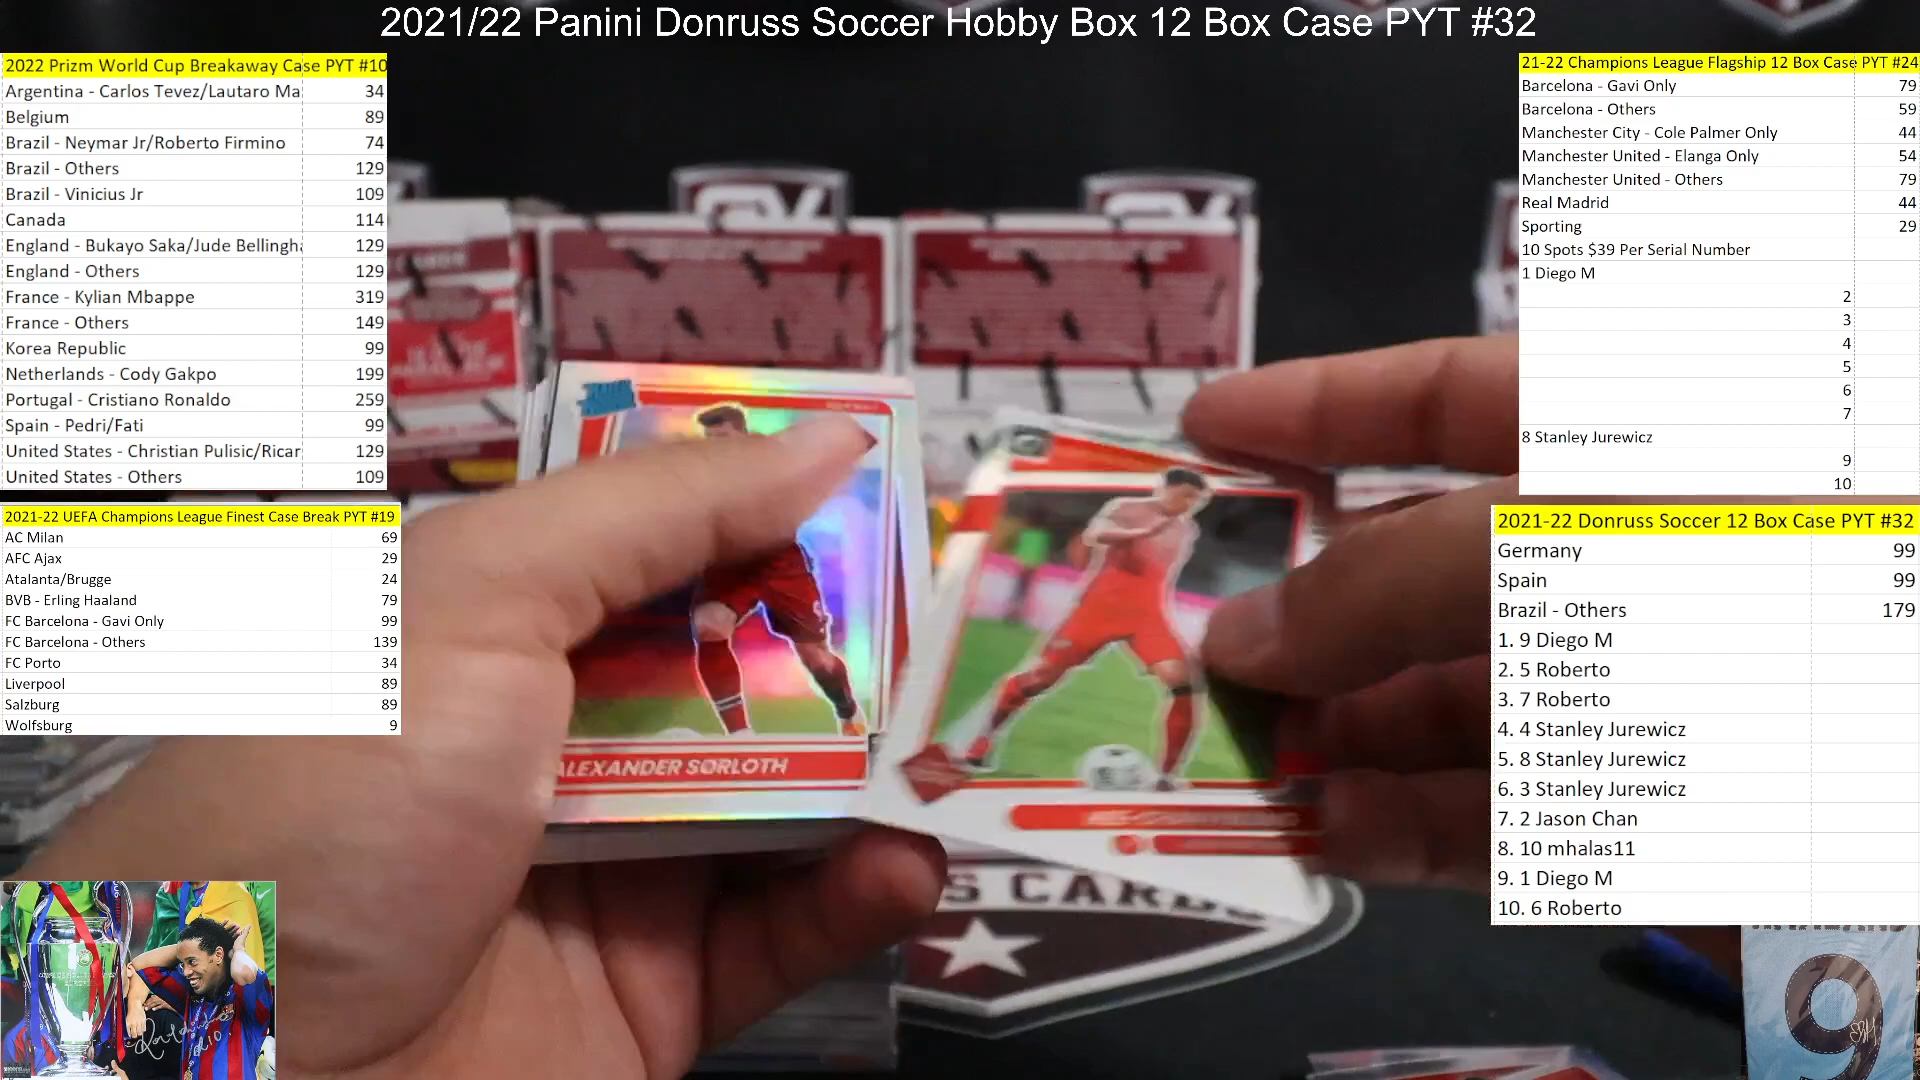 2021/22 Panini Donruss Soccer Hobby Box 12 Box Case PYT #32
2022 Prizm World Cup Breakaway Case PYT #10
Argentina - Carlos Tevez/Lautaro Ma 34
Belgium 89
Brazil - Neymar Jr/Roberto Firmino 74
Brazil - Others 129
Brazil - Vinicius Jr 109
Canada 114
England - Bukayo Saka/Jude Bellingh 129
England - Others 129
France - Kylian Mbappe 319
France - Others 149
Korea Republic 99
Netherlands - Cody Gakpo 199
Portugal - Cristiano Ronaldo 259
Spain - Pedri/Fati 99
United States - Christian Pulisic/Ricar 129
United States - Others 109
2021-22 UEFA Champions League Finest Case Break PYT #19
AC Milan 69
AFC Ajax 29
Atalanta/Brugge 24
BVB - Erling Haaland 79
FC Barcelona - Gavi Only 99
FC Barcelona - Others 139
FC Porto 34
Liverpool 89
Salzburg 89
Wolfsburg 9
21-22 Champions League Flagship 12 Box Case PYT #24
Barcelona - Gavi Only 79
Barcelona - Others 59
Manchester City - Cole Palmer Only 44
Manchester United - Elanga Only 54
Manchester United - Others 79
Real Madrid 44
Sporting 29
10 Spots $39 Per Serial Number
1 Diego M
2
3
4
5
6
7
8 Stanley Jurewicz
9
10
2021-22 Donruss Soccer 12 Box Case PYT #32
Germany 99
Spain 99
Brazil - Others 179
1. 9 Diego M
2. 5 Roberto
3. 7 Roberto
4. 4 Stanley Jurewicz
5. 8 Stanley Jurewicz
6. 3 Stanley Jurewicz
7. 2 Jason Chan
8. 10 mhalas11
9. 1 Diego M
10. 6 Roberto
ALEXANDER SØRLOTH
S CARDS
9